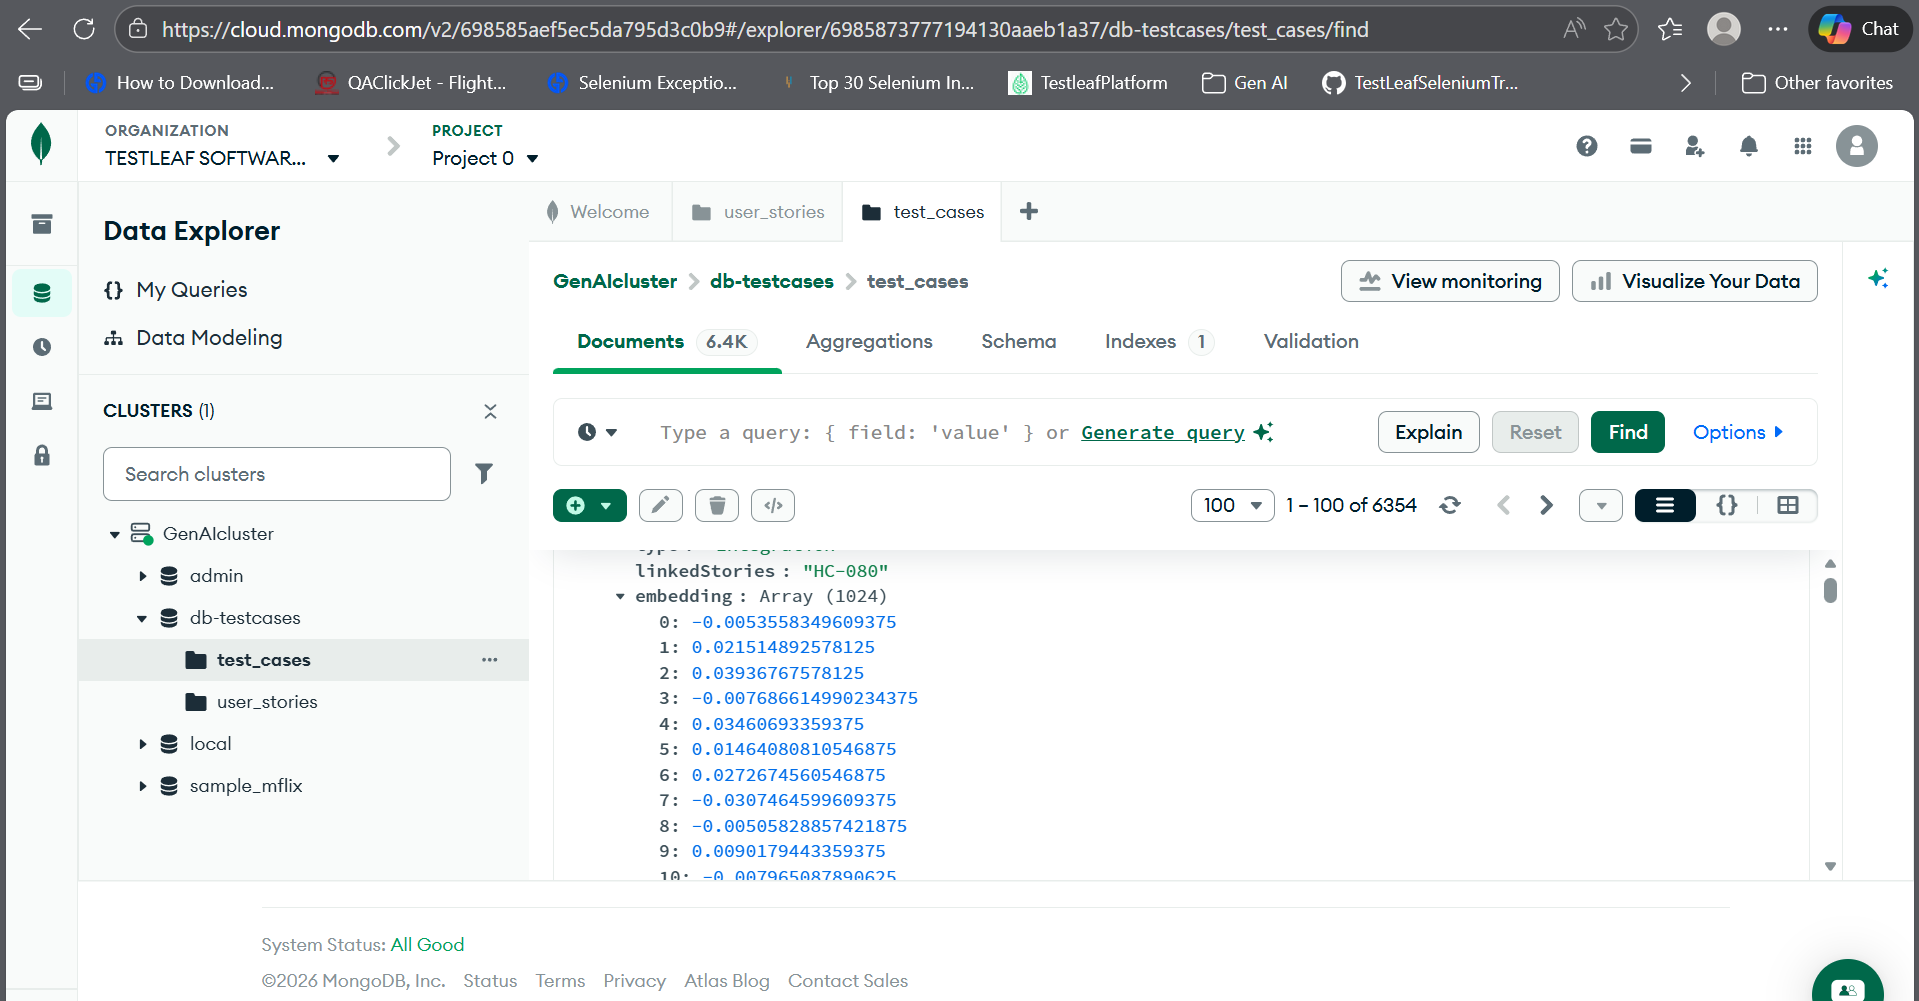 https://cloud.mongodb.com/v2/698585aef5ec5da795d3c0b9#/explorer/6985873777194130aaeb1a37/db-testcases/test_cases/find
Chat
How to Download...
QAClickJet - Flight...
Selenium Exceptio...
Top 30 Selenium In...
TestleafPlatform
Gen AI
TestLeafSeleniumTr...
Other favorites
ORGANIZATION
TESTLEAF SOFTWAR...
PROJECT
Project 0
Data Explorer
My Queries
Data Modeling
CLUSTERS (1)
Search clusters
GenAIcluster
admin
db-testcases
test_cases
user_stories
local
sample_mflix
Welcome
user_stories
test_cases
GenAIcluster > db-testcases > test_cases
View monitoring
Visualize Your Data
Documents 6.4K
Aggregations
Schema
Indexes 1
Validation
Type a query: { field: 'value' } or Generate query
Explain
Reset
Find
Options
100
1 – 100 of 6354
linkedStories : "HC-080"
embedding : Array (1024)
0: -0.0053558349609375
1: 0.021514892578125
2: 0.03936767578125
3: -0.007686614990234375
4: 0.03460693359375
5: 0.01464080810546875
6: 0.0272674560546875
7: -0.0307464599609375
8: -0.00505828857421875
9: 0.0090179443359375
10: -0.007965087890625
System Status: All Good
©2026 MongoDB, Inc. Status Terms Privacy Atlas Blog Contact Sales